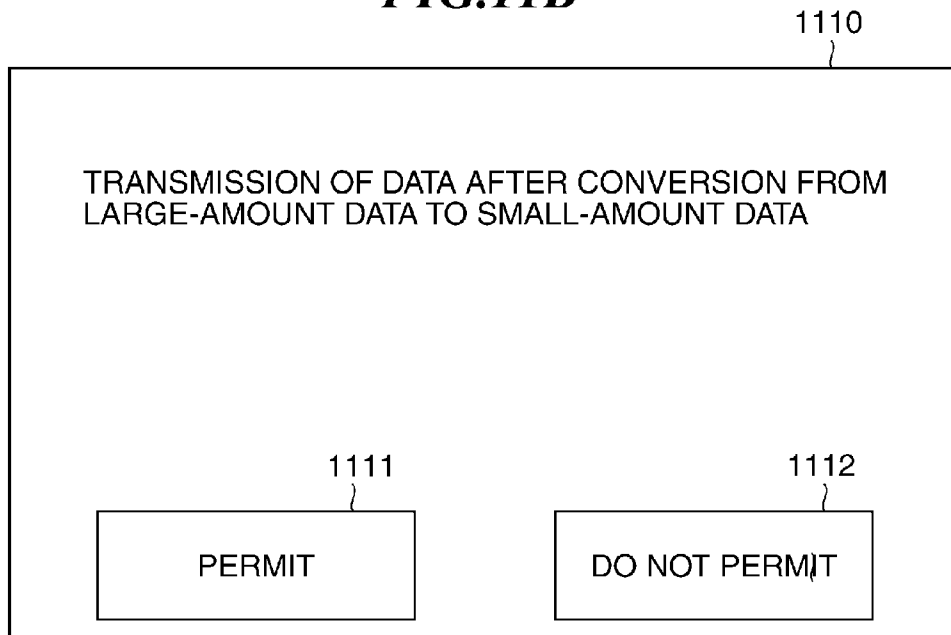 FIG.11B
1110
TRANSMISSION OF DATA AFTER CONVERSION FROM
LARGE-AMOUNT DATA TO SMALL-AMOUNT DATA
1111
1112
PERMIT
DO NOT PERMIT